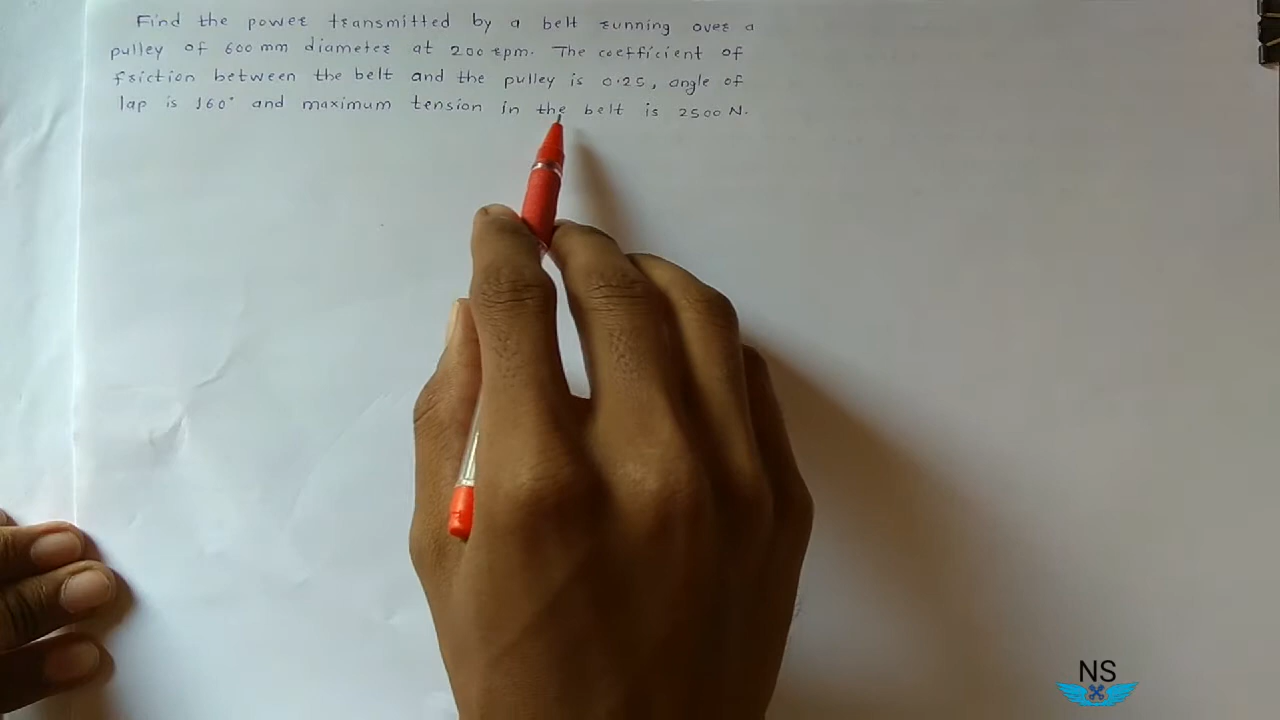 Find the power transmitted by a belt running over a
pulley of 600 mm diameter at 200 rpm. The coefficient of
friction between the belt and the pulley is 0.25, angle of
lap is 160° and maximum tension in the belt is 2500 N.
NS